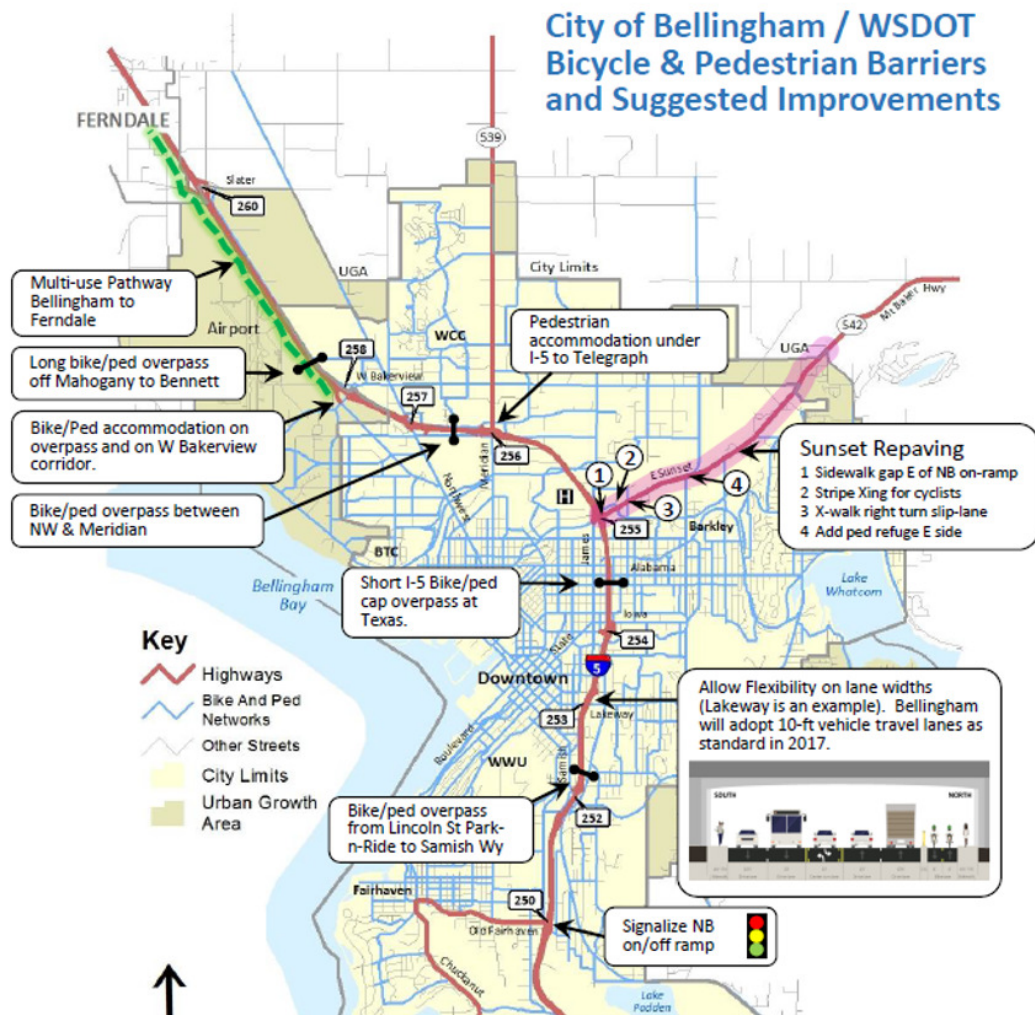 City of Bellingham / WSDOT
Bicycle & Pedestrian Barriers
and Suggested Improvements
FERNDALE
539
Slater
260
Multi-use Pathway
Bellingham to
Ferndale
UGA
City Limits
Airport
WCC
Pedestrian
accommodation under
I-5 to Telegraph
542
Mt Baker Hwy
UGA
Long bike/ped overpass
off Mahogany to Bennett
258
W Bakerview
257
Bike/Ped accommodation on
overpass and on W Bakerview
corridor.
Meridian
256
Northwest
Sunset Repaving
1 Sidewalk gap E of NB on-ramp
2 Stripe Xing for cyclists
3 X-walk right turn slip-lane
4 Add ped refuge E side
E Sunset
1
2
3
4
H
255
Barkley
Bike/ped overpass between
NW & Meridian
BTC
James
Alabama
Bellingham
Bay
Short I-5 Bike/ped
cap overpass at
Texas.
Lake
Whatcom
Iowa
254
State
5
Downtown
Key
Highways
Bike And Ped
Networks
Other Streets
City Limits
Urban Growth
Area
253
Lakeway
Allow Flexibility on lane widths
(Lakeway is an example). Bellingham
will adopt 10-ft vehicle travel lanes as
standard in 2017.
SOUTH
NORTH
Boulevard
WWU
Samish
252
Bike/ped overpass
from Lincoln St Park-
n-Ride to Samish Wy
Fairhaven
250
Old Fairhaven
Signalize NB
on/off ramp
Chuckanut
Lake
Padden